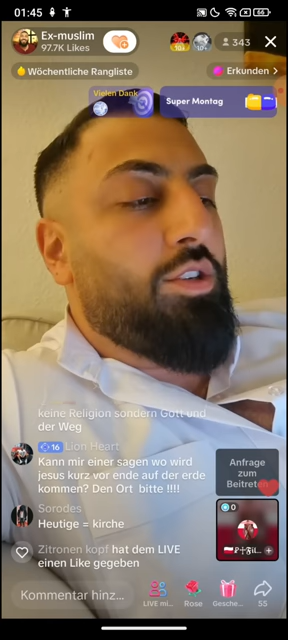 01:45
66
Ex-muslim
97.7K Likes
10+
10+
343
Wöchentliche Rangliste
Erkunden >
Vielen Dank
Super Montag
keine Religion sondern Gott und
der Weg
16 Lion Heart
Kann mir einer sagen wo wird
jesus kurz vor ende auf der erde
kommen? Den Ort bitte !!!!
Anfrage
zum
Beitreten
Sorodes
Heutige = kirche
0
Zitronen kopf hat dem LIVE
einen Like gegeben
Kommentar hinz...
LIVE mi...
Rose
Gesche...
55